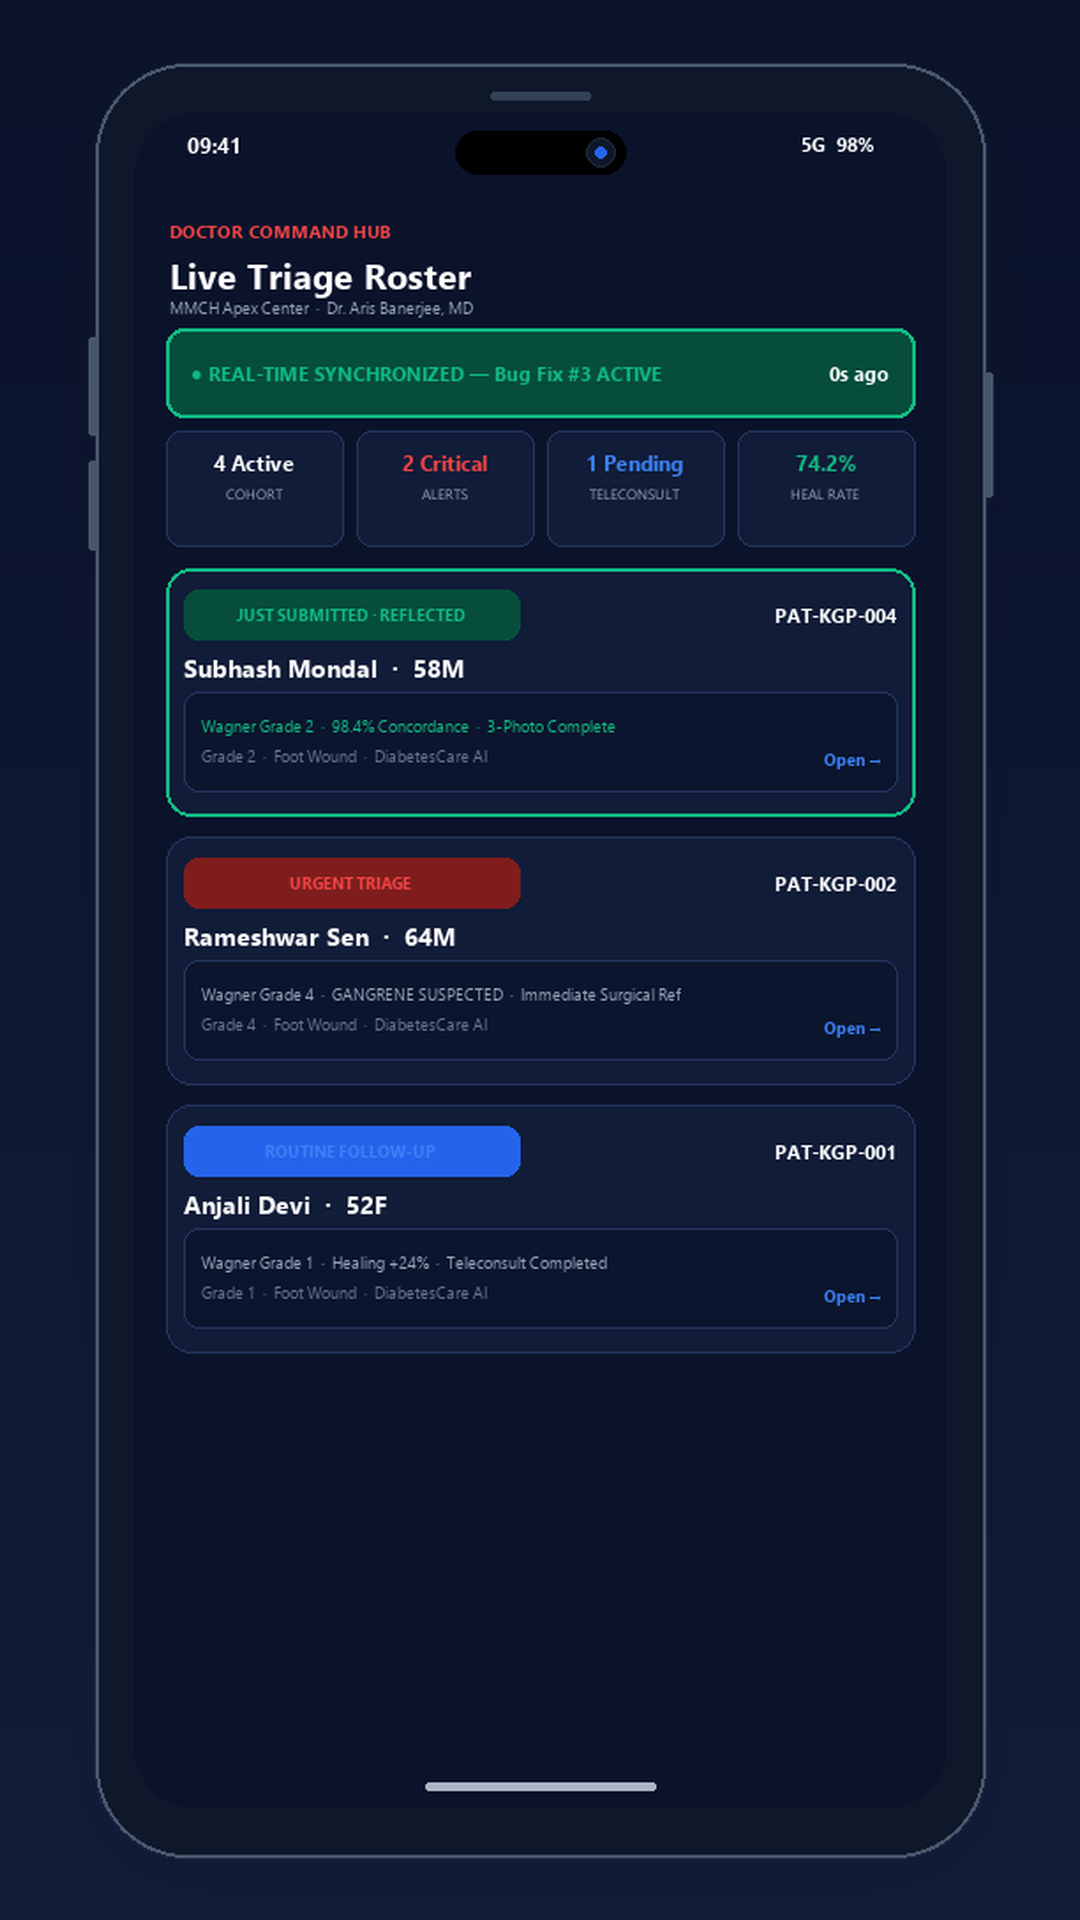 09:41
5G 98%
DOCTOR COMMAND HUB
Live Triage Roster
MMCH Apex Center · Dr. Aris Banerjee, MD
• REAL-TIME SYNCHRONIZED — Bug Fix #3 ACTIVE
0s ago
4 Active
COHORT
2 Critical
ALERTS
1 Pending
TELECONSULT
74.2%
HEAL RATE
JUST SUBMITTED · REFLECTED
PAT-KGP-004
Subhash Mondal · 58M
Wagner Grade 2 · 98.4% Concordance · 3-Photo Complete
Grade 2 · Foot Wound · DiabetesCare AI
Open →
URGENT TRIAGE
PAT-KGP-002
Rameshwar Sen · 64M
Wagner Grade 4 · GANGRENE SUSPECTED · Immediate Surgical Ref
Grade 4 · Foot Wound · DiabetesCare AI
Open →
ROUTINE FOLLOW-UP
PAT-KGP-001
Anjali Devi · 52F
Wagner Grade 1 · Healing +24% · Teleconsult Completed
Grade 1 · Foot Wound · DiabetesCare AI
Open →